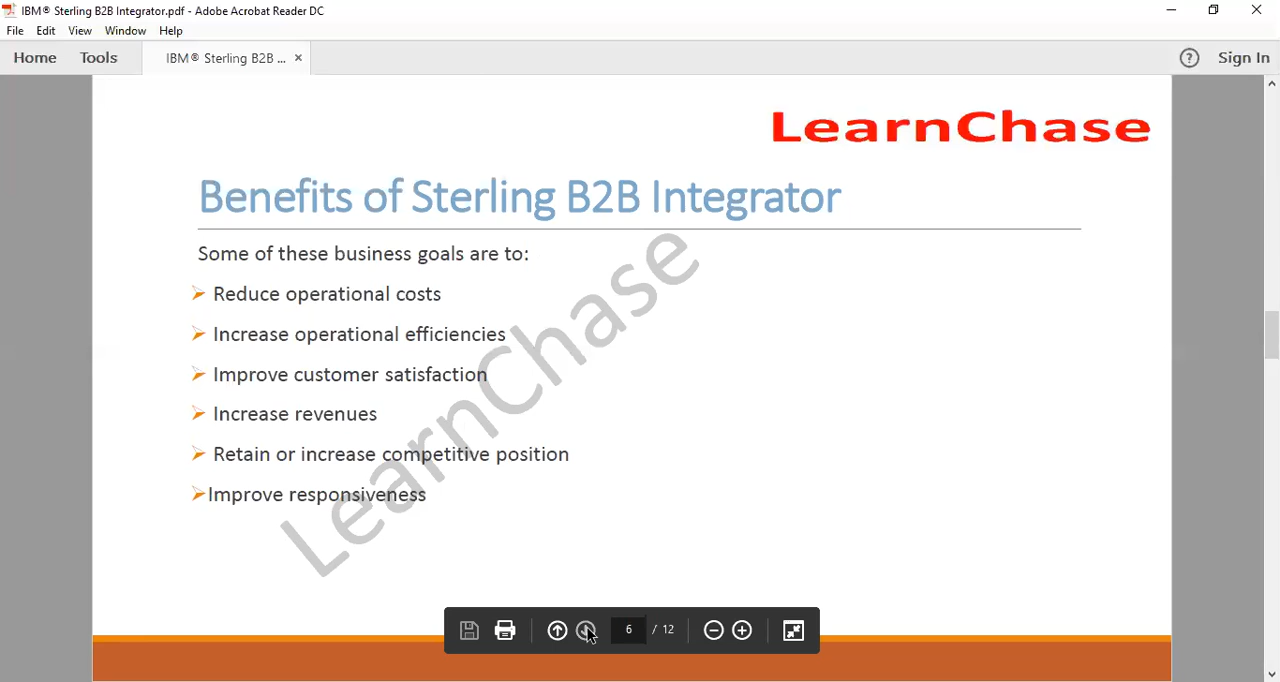 IBM® Sterling B2B Integrator.pdf - Adobe Acrobat Reader DC
File Edit View Window Help
Home Tools IBM® Sterling B2B ... × ? Sign In
LearnChase
Benefits of Sterling B2B Integrator
Some of these business goals are to:
Reduce operational costs
Increase operational efficiencies
Improve customer satisfaction
Increase revenues
Retain or increase competitive position
Improve responsiveness
LearnChase
6 / 12